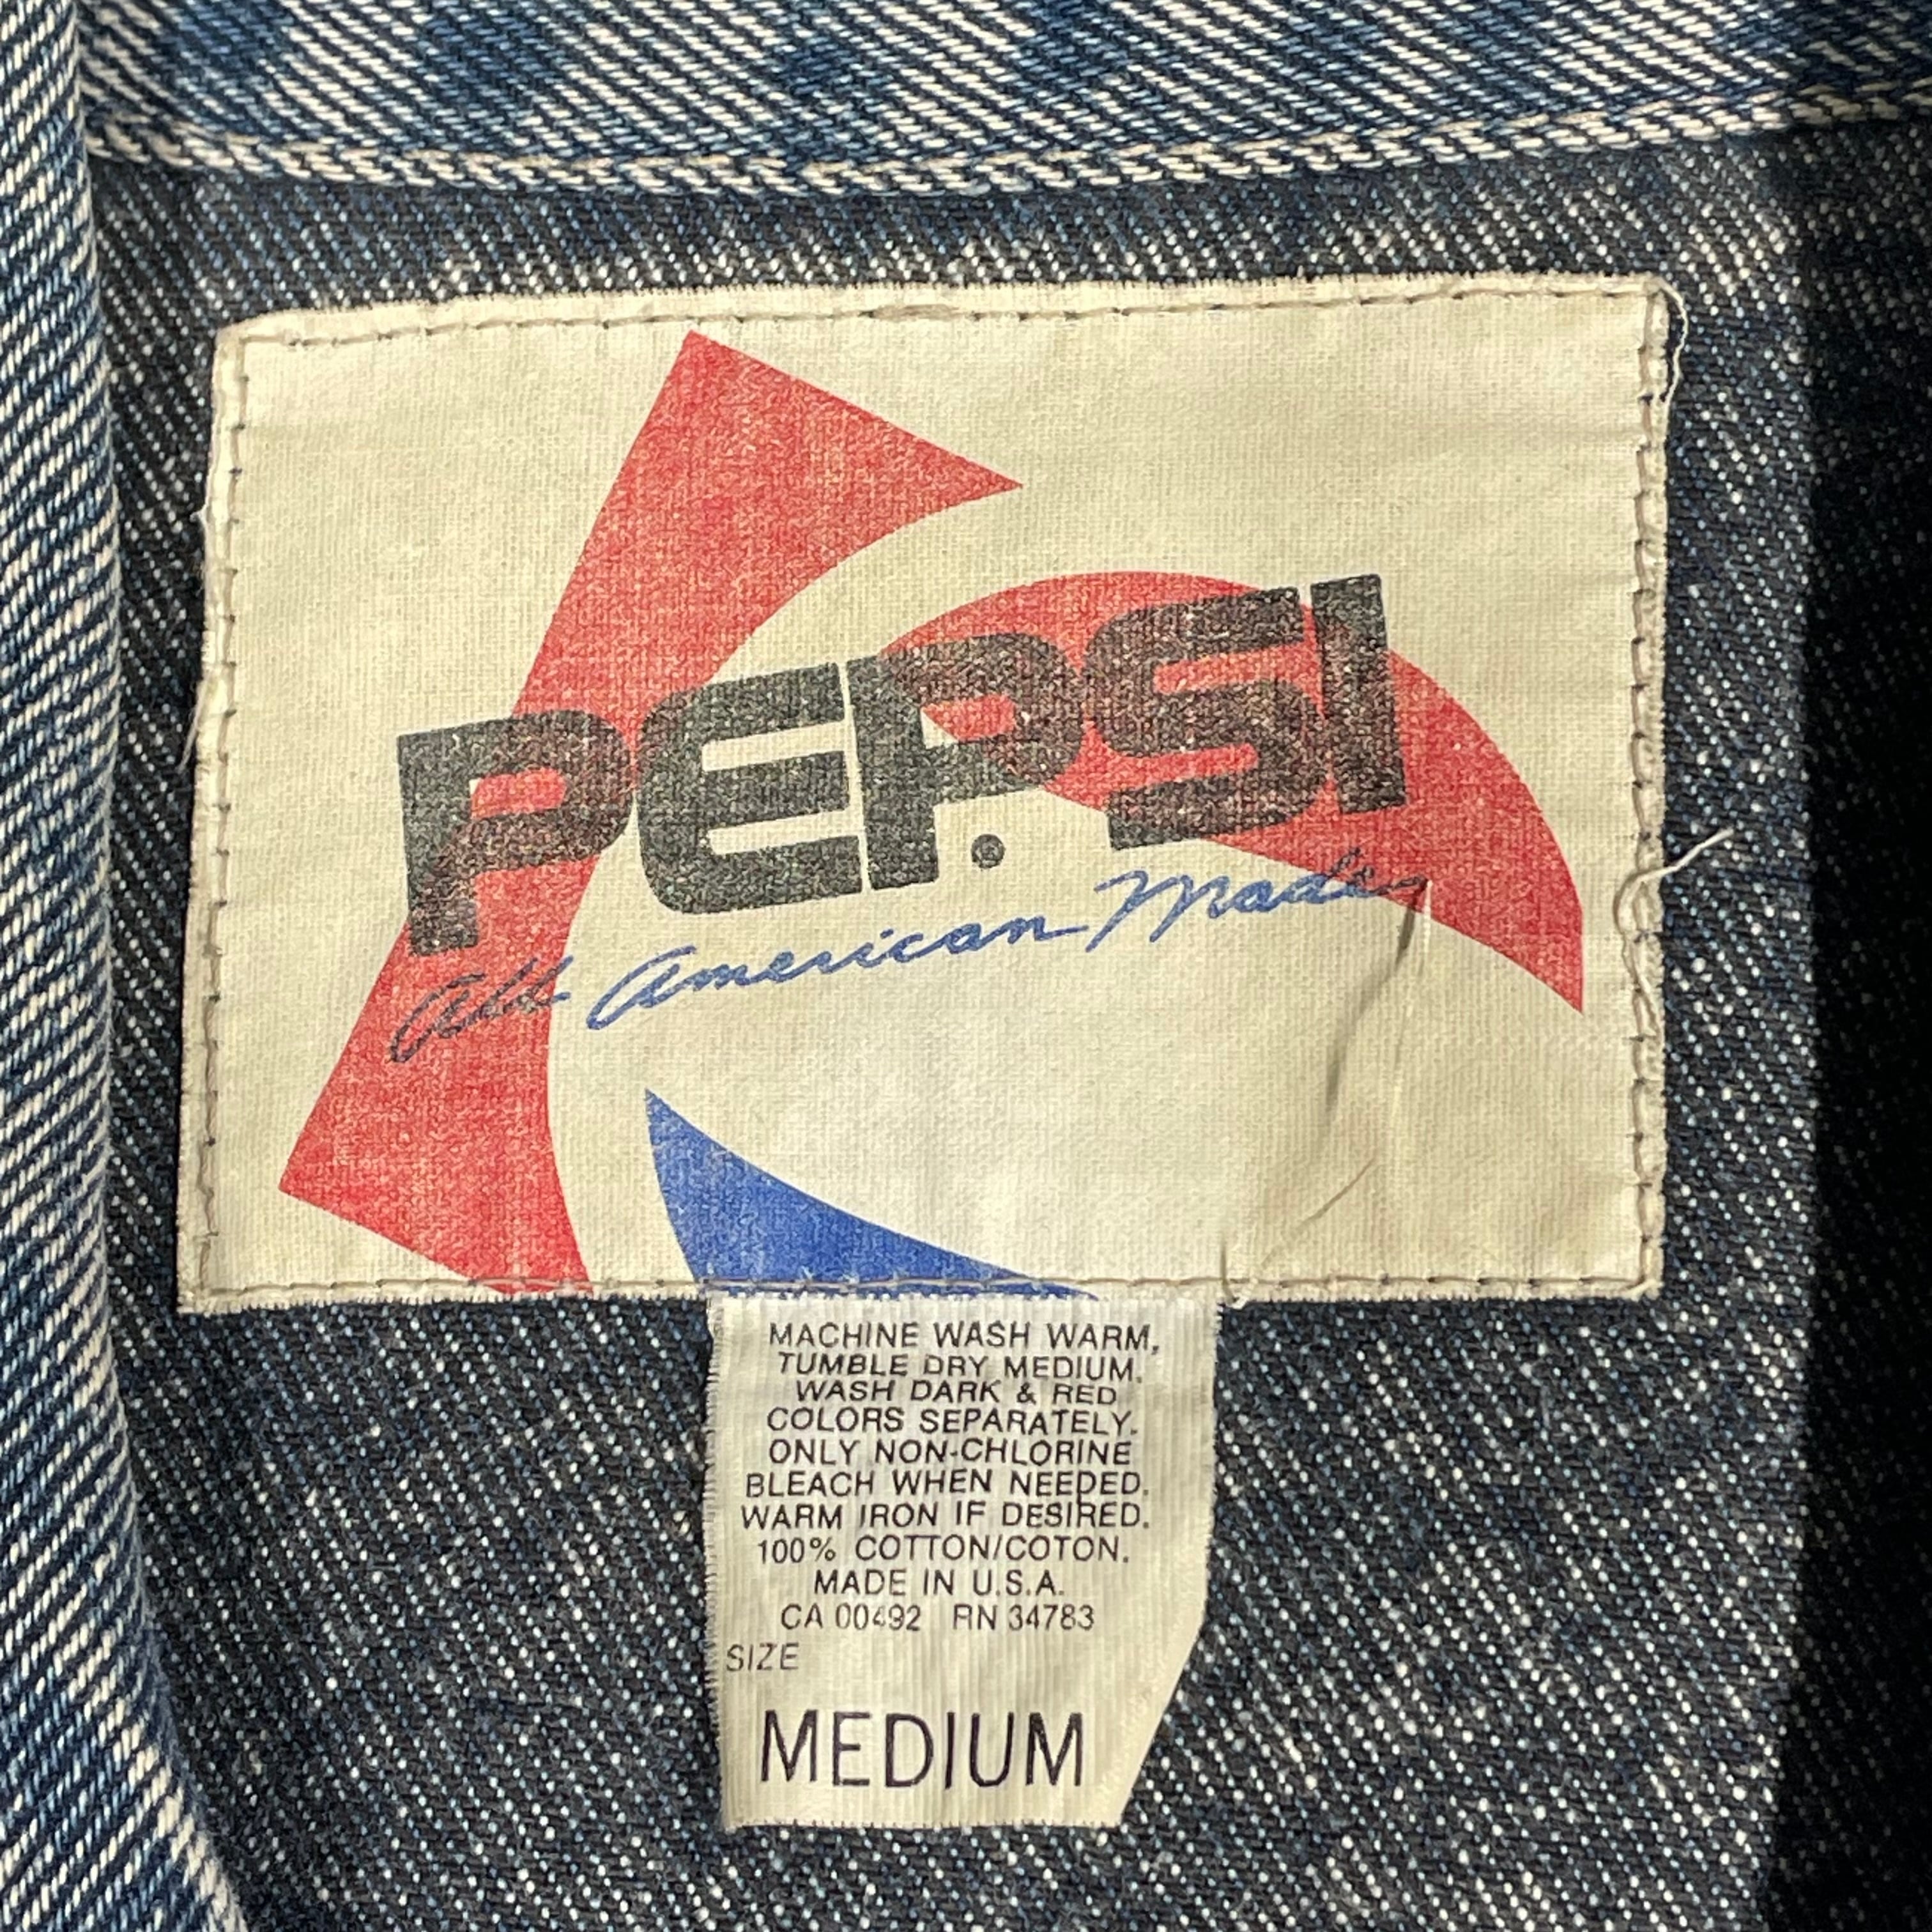 PEPSI
All American Made
MACHINE WASH WARM,
TUMBLE DRY MEDIUM.
WASH DARK & RED
COLORS SEPARATELY.
ONLY NON-CHLORINE
BLEACH WHEN NEEDED.
WARM IRON IF DESIRED.
100% COTTON/COTON.
MADE IN U.S.A.
CA 00492 RN 34783
SIZE
MEDIUM